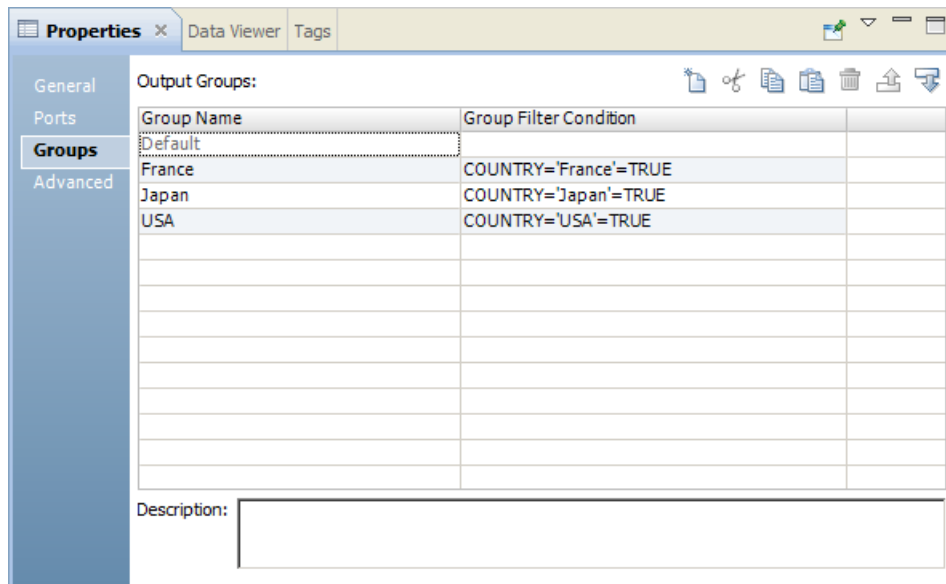 Properties Data Viewer Tags
General
Ports
Groups
Advanced
Output Groups:
Group Name Group Filter Condition
Default
France COUNTRY='France'=TRUE
Japan COUNTRY='Japan'=TRUE
USA COUNTRY='USA'=TRUE
Description: